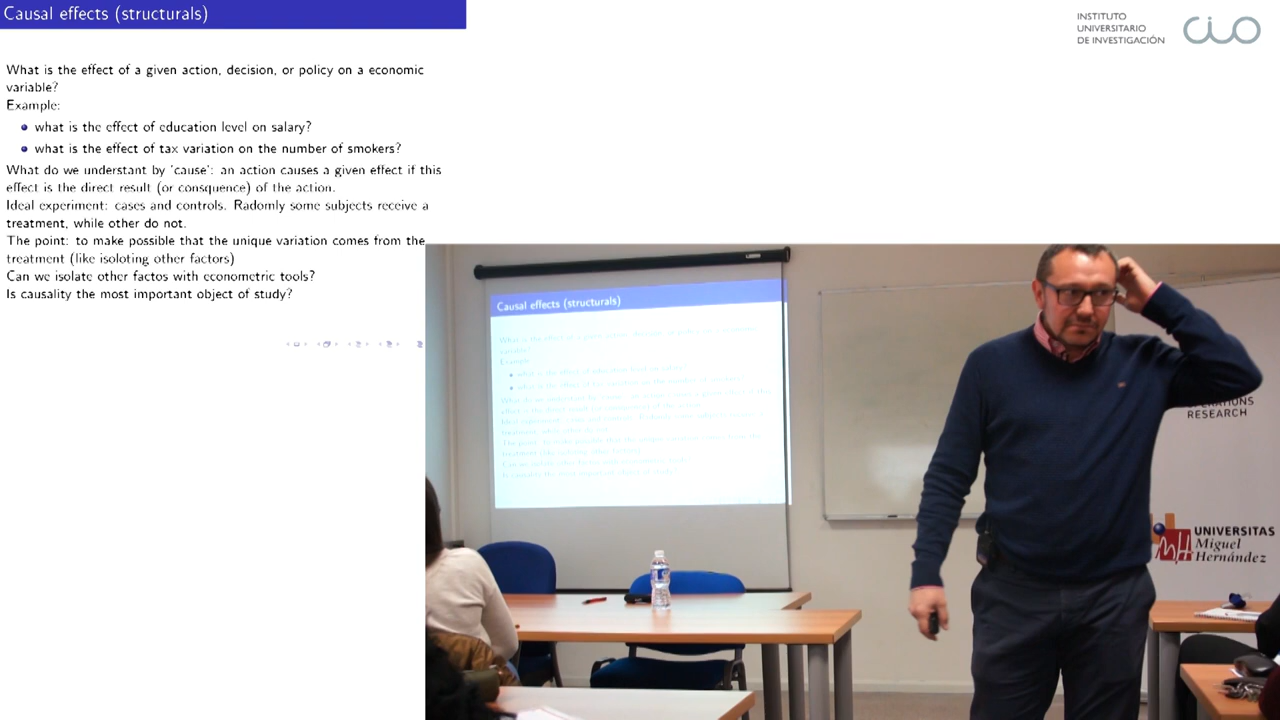 Causal effects (structurals)
INSTITUTO
UNIVERSITARIO
DE INVESTIGACIÓN
CIO
What is the effect of a given action, decision, or policy on a economic
variable?
Example:
what is the effect of education level on salary?
what is the effect of tax variation on the number of smokers?
What do we understant by 'cause': an action causes a given effect if this
effect is the direct result (or consquence) of the action.
Ideal experiment: cases and controls. Radomly some subjects receive a
treatment, while other do not.
The point: to make possible that the unique variation comes from the
treatment (like isoloting other factors)
Can we isolate other factos with econometric tools?
Is causality the most important object of study?
Causal effects (structurals)
RESEARCH
UNIVERSITAS
Miguel
Hernández